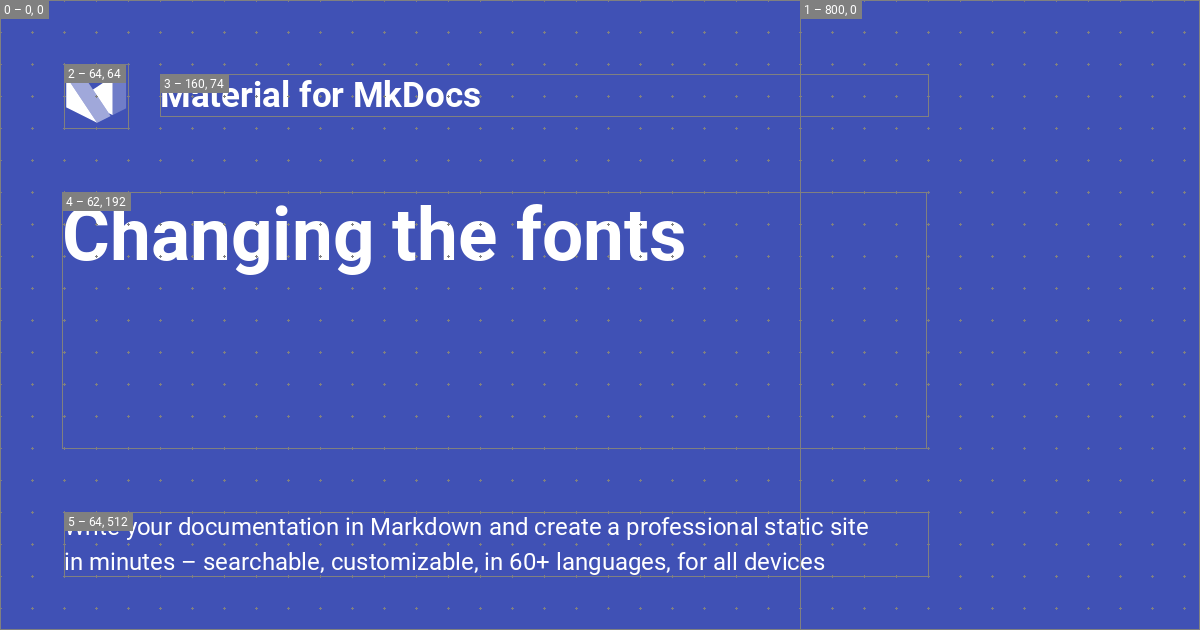 0 – 0, 0
1 – 800, 0
2 – 64, 64
3 – 160, 74
Material for MkDocs
4 – 62, 192
Changing the fonts
5 – 64, 512
Write your documentation in Markdown and create a professional static site
in minutes – searchable, customizable, in 60+ languages, for all devices